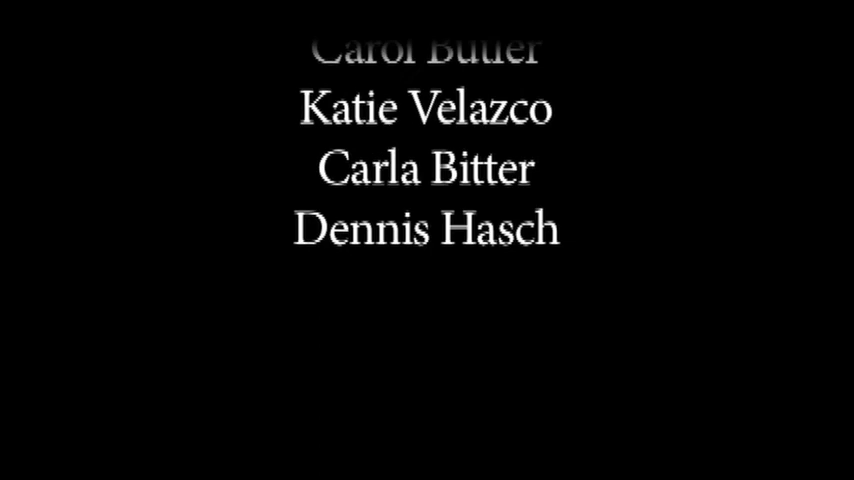 Carol Butler
Katie Velazco
Carla Bitter
Dennis Hasch